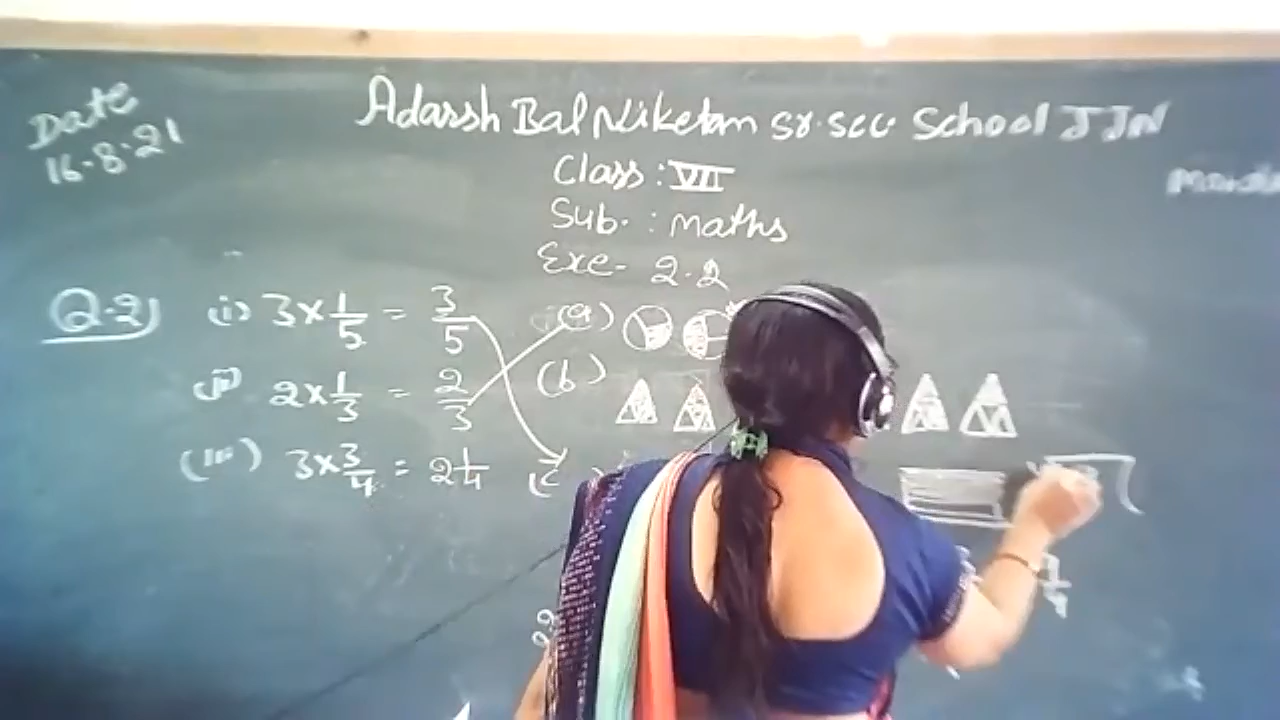 Date
16.8.21
Adarsh Bal Niketan Sr. Sec School JJN
Class : VII
Sub. : maths
Exe- 2.2
Q.2) (i) 3 × 1/5 = 3/5 (a)
(ii) 2 × 1/3 = 2/3 (b)
(iii) 3 × 3/4 = 2 1/4 (c